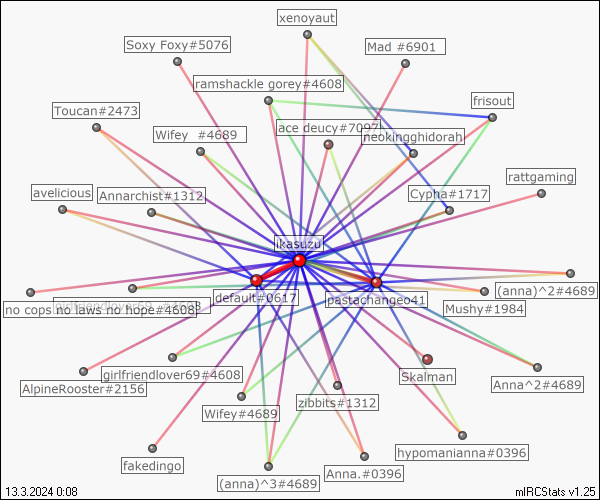 xenoyaut
Soxy Foxy#5076
Mad #6901
ramshackle gorey#4608
frisout
Toucan#2473
Wifey #4689
ace deucy#7097
neokingghidorah
rattgaming
avelicious
Annarchist#1312
Cypha#1717
ikasuzu
(anna)^2#4689
default#0617
pastachangeo41
no cops no laws no hope#4608
Mushy#1984
girlfriendlover69#4608
AlpineRooster#2156
Skalman
Anna^2#4689
zibbits#1312
Wifey#4689
hypomanianna#0396
fakedingo
(anna)^3#4689
Anna.#0396
13.3.2024 0:08
mIRCStats v1.25